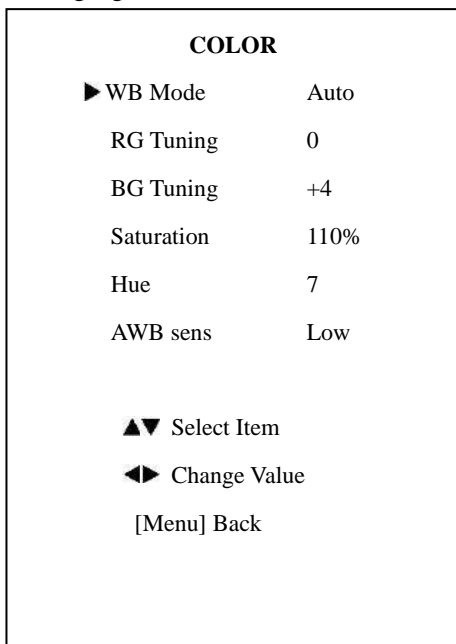 COLOR
▶WB Mode Auto
RG Tuning 0
BG Tuning +4
Saturation 110%
Hue 7
AWB sens Low
▲▼ Select Item
◀▶ Change Value
[Menu] Back